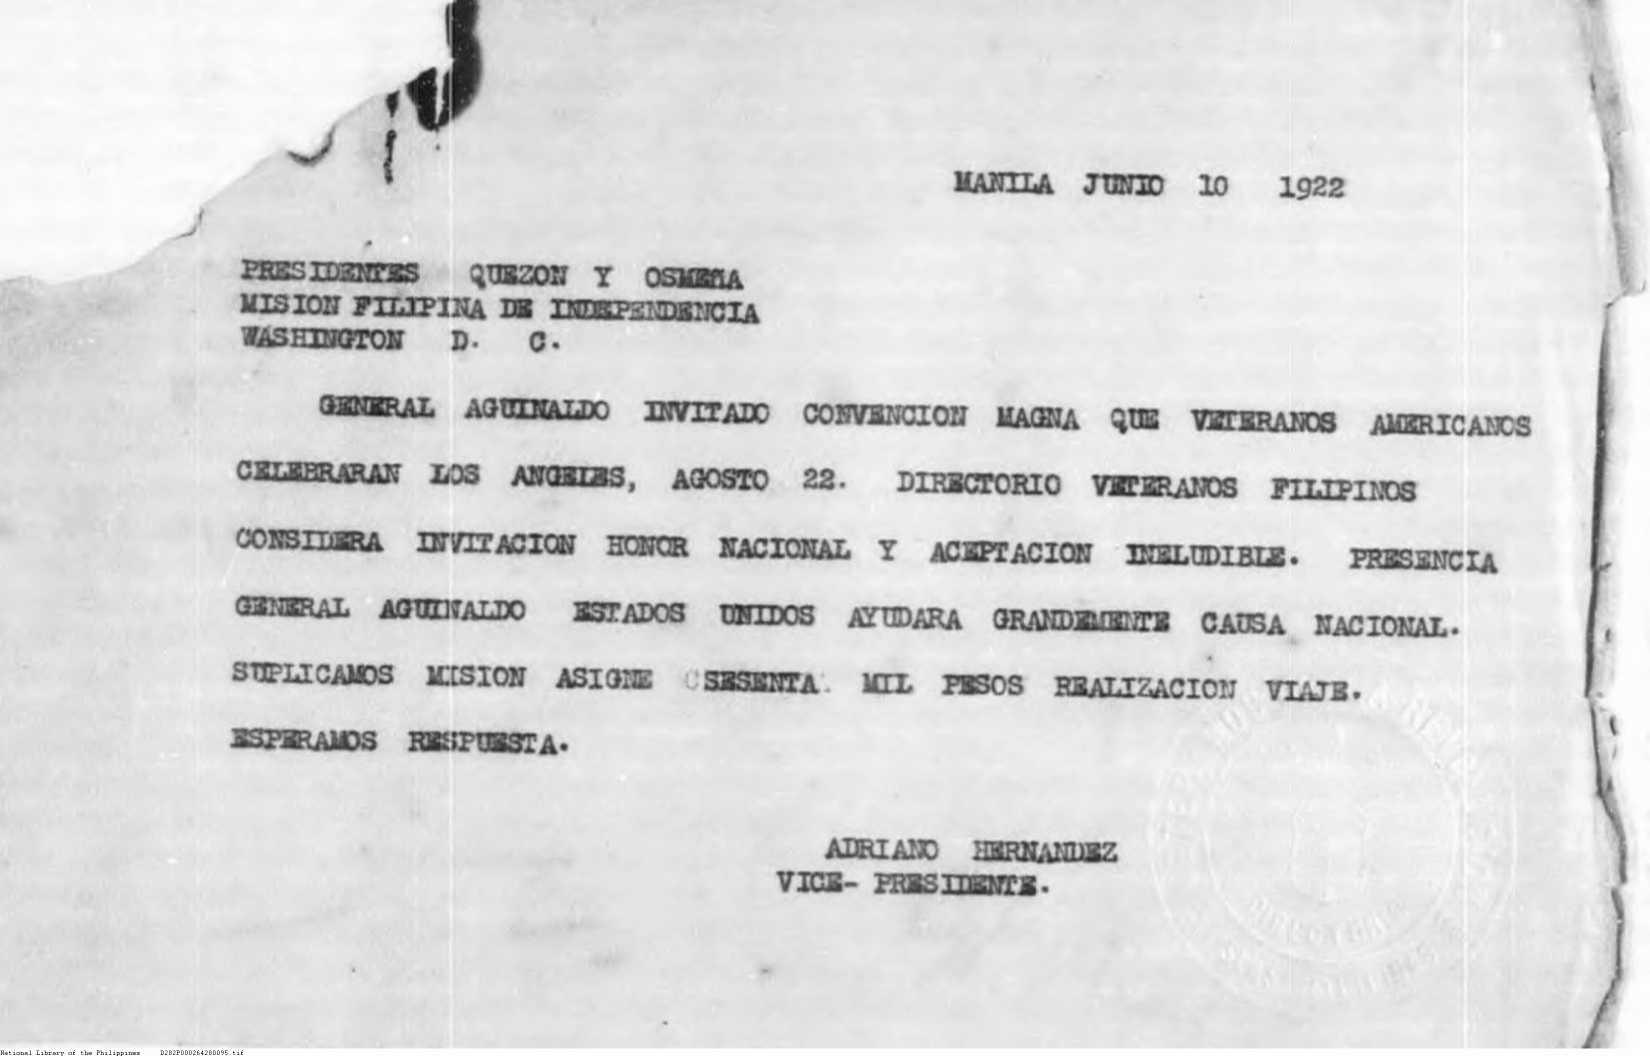 MANILA JUNIO 10 1922
PRESIDENTES QUEZON Y OSMEÑA
MISION FILIPINA DE INDEPENDENCIA
WASHINGTON D. C.
GENERAL AGUINALDO INVITADO CONVENCION MAGNA QUE VETERANOS AMERICANOS
CELEBRARAN LOS ANGELES, AGOSTO 22. DIRECTORIO VETERANOS FILIPINOS
CONSIDERA INVITACION HONOR NACIONAL Y ACEPTACION INELUDIBLE. PRESENCIA
GENERAL AGUINALDO ESTADOS UNIDOS AYUDARA GRANDEMENTE CAUSA NACIONAL.
SUPLICAMOS MISION ASIGNE SESENTA MIL PESOS REALIZACION VIAJE.
ESPERAMOS RESPUESTA.
ADRIANO HERNANDEZ
VICE- PRESIDENTE.
National Library of the Philippines D282P000264280095.tif